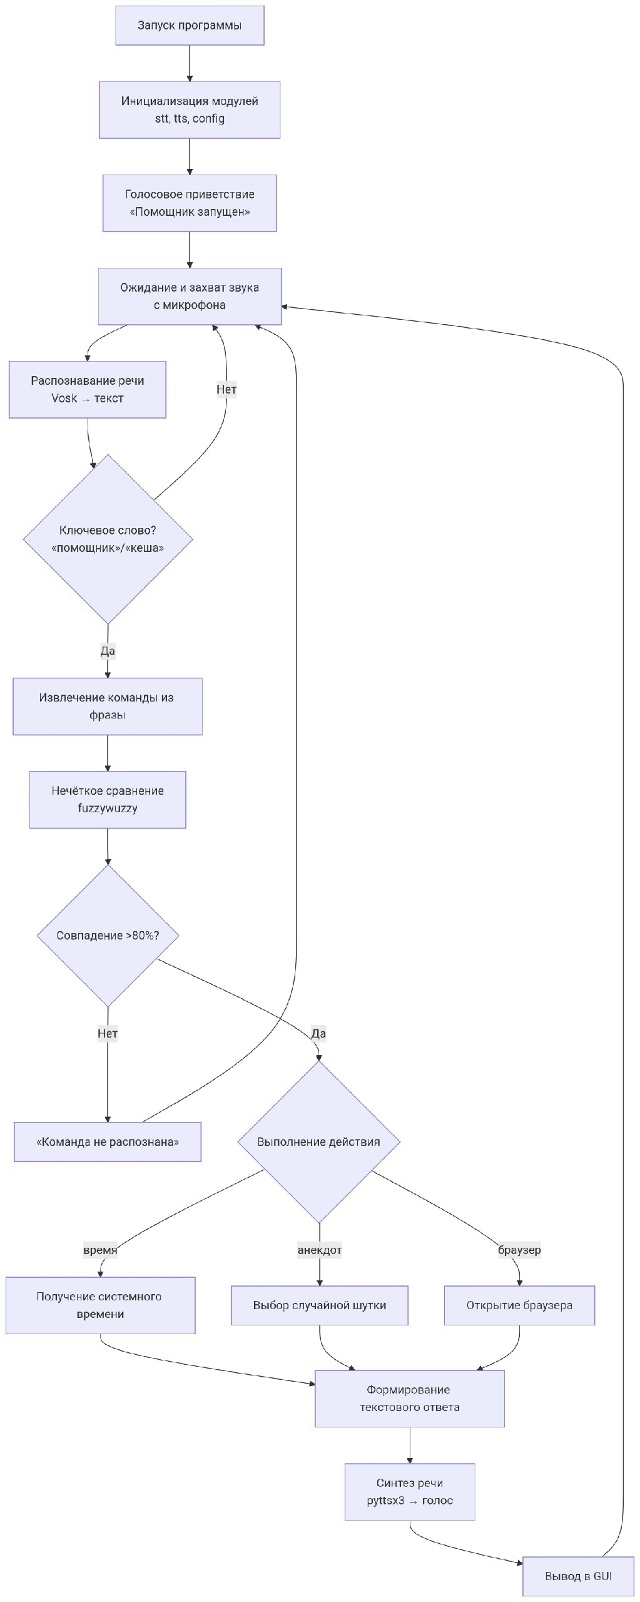 Запуск программы
Инициализация модулей
stt, tts, config
Голосовое приветствие
«Помощник запущен»
Ожидание и захват звука
с микрофона
Распознавание речи
Vosk → текст
Нет
Ключевое слово?
«помощник»/«кеша»
Да
Извлечение команды из
фразы
Нечёткое сравнение
fuzzywuzzy
Совпадение >80%?
Нет
Да
«Команда не распознана»
Выполнение действия
время
анекдот
браузер
Получение системного
времени
Выбор случайной шутки
Открытие браузера
Формирование
текстового ответа
Синтез речи
pyttsx3 → голос
Вывод в GUI